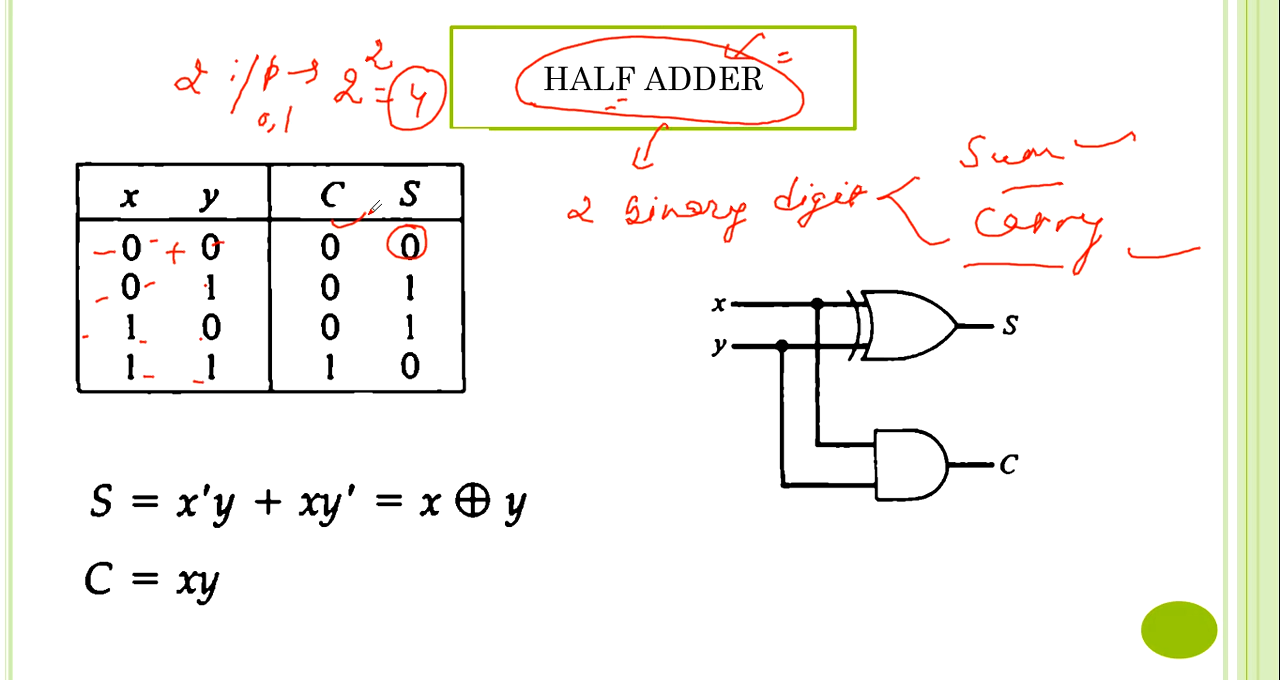 2 i/p → 2² = 4
0,1
HALF ADDER
2 Binary digit < Sum
Carry
x y C S
-0- + 0 0 0
0 1 0 1
1 0 0 1
1 1 1 0
x
y
S
C
S = x'y + xy' = x ⊕ y
C = xy